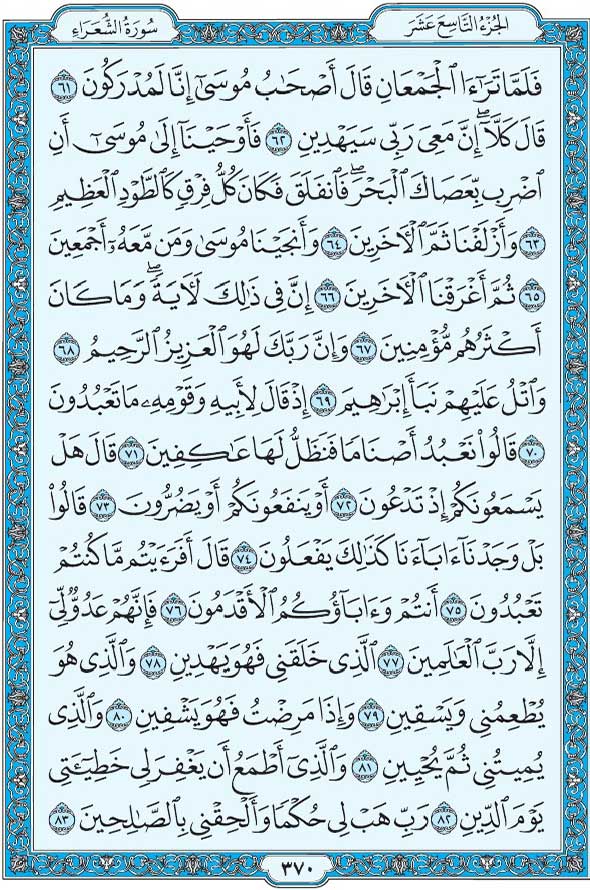 الجُزْءُ التَّاسِعَ عَشَرَ
سُورَةُ الشُّعَرَاءِ
فَلَمَّا تَرَٰٓءَا ٱلْجَمْعَانِ قَالَ أَصْحَٰبُ مُوسَىٰٓ إِنَّا لَمُدْرَكُونَ ٦١
قَالَ كَلَّآ ۖ إِنَّ مَعِىَ رَبِّى سَيَهْدِينِ ٦٢ فَأَوْحَيْنَآ إِلَىٰ مُوسَىٰٓ أَنِ
ٱضْرِب بِّعَصَاكَ ٱلْبَحْرَ ۖ فَٱنفَلَقَ فَكَانَ كُلُّ فِرْقٍ كَٱلطَّوْدِ ٱلْعَظِيمِ
٦٣ وَأَزْلَفْنَا ثَمَّ ٱلْأَخَرِينَ ٦٤ وَأَنجَيْنَا مُوسَىٰ وَمَن مَّعَهُۥٓ أَجْمَعِينَ
٦٥ ثُمَّ أَغْرَقْنَا ٱلْأَخَرِينَ ٦٦ إِنَّ فِى ذَٰلِكَ لَأَيَةً ۖ وَمَا كَانَ
أَكْثَرُهُم مُّؤْمِنِينَ ٦٧ وَإِنَّ رَبَّكَ لَهُوَ ٱلْعَزِيزُ ٱلرَّحِيمُ ٦٨
وَٱتْلُ عَلَيْهِمْ نَبَأَ إِبْرَٰهِيمَ ٦٩ إِذْ قَالَ لِأَبِيهِ وَقَوْمِهِۦ مَا تَعْبُدُونَ
٧٠ قَالُوا۟ نَعْبُدُ أَصْنَامًا فَنَظَلُّ لَهَا عَٰكِفِينَ ٧١ قَالَ هَلْ
يَسْمَعُونَكُمْ إِذْ تَدْعُونَ ٧٢ أَوْ يَنفَعُونَكُمْ أَوْ يَضُرُّونَ ٧٣ قَالُوا۟
بَلْ وَجَدْنَآ ءَابَآءَنَا كَذَٰلِكَ يَفْعَلُونَ ٧٤ قَالَ أَفَرَءَيْتُم مَّا كُنتُمْ
تَعْبُدُونَ ٧٥ أَنتُمْ وَءَابَآؤُكُمُ ٱلْأَقْدَمُونَ ٧٦ فَإِنَّهُمْ عَدُوٌّ لِّىٓ
إِلَّا رَبَّ ٱلْعَٰلَمِينَ ٧٧ ٱلَّذِى خَلَقَنِى فَهُوَ يَهْدِينِ ٧٨ وَٱلَّذِى هُوَ
يُطْعِمُنِى وَيَسْقِينِ ٧٩ وَإِذَا مَرِضْتُ فَهُوَ يَشْفِينِ ٨٠ وَٱلَّذِى
يُمِيتُنِى ثُمَّ يُحْيِينِ ٨١ وَٱلَّذِىٓ أَطْمَعُ أَن يَغْفِرَ لِى خَطِيٓـَٔتِى
يَوْمَ ٱلدِّينِ ٨٢ رَبِّ هَبْ لِى حُكْمًا وَأَلْحِقْنِى بِٱلصَّٰلِحِينَ ٨٣
٣٧٠